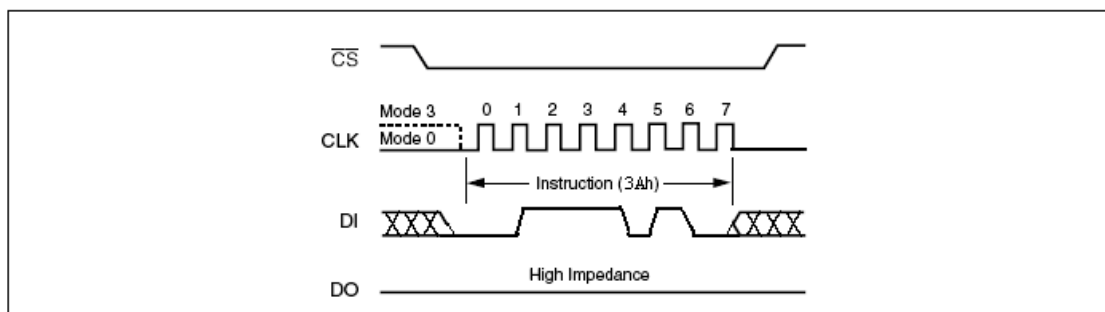 CS
Mode 3
0 1 2 3 4 5 6 7
CLK
Mode 0
Instruction (3Ah)
DI
High Impedance
DO